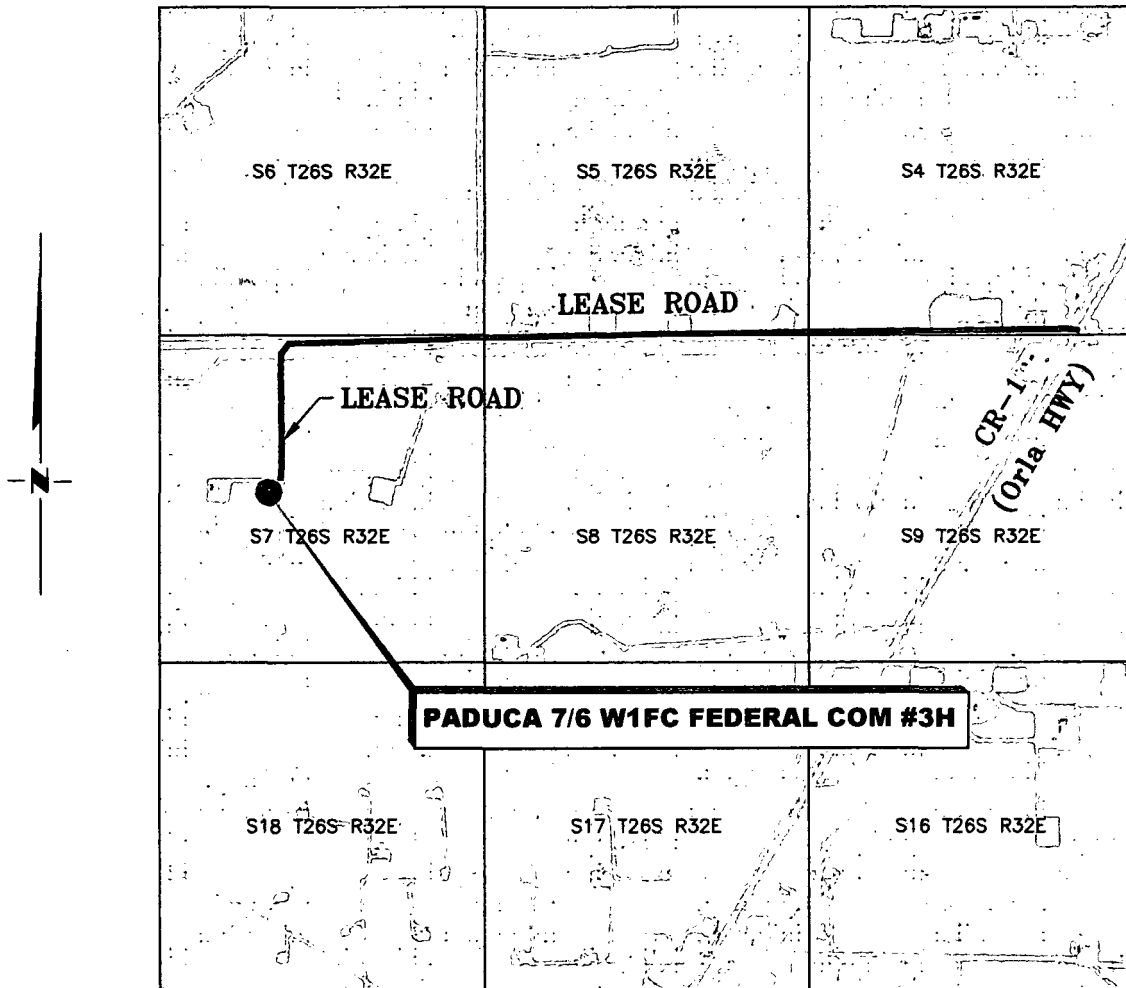 S6 T26S R32E
S5 T26S R32E
S4 T26S R32E
LEASE ROAD
LEASE ROAD
CR-1
(Orla HWY)
N
S7 T26S R32E
S8 T26S R32E
S9 T26S R32E
PADUCA 7/6 W1FC FEDERAL COM #3H
S18 T26S R32E
S17 T26S R32E
S16 T26S R32E